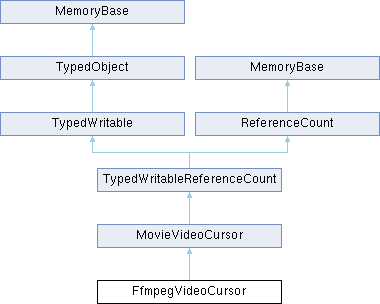 MemoryBase
TypedObject
MemoryBase
TypedWritable
ReferenceCount
TypedWritableReferenceCount
MovieVideoCursor
FfmpegVideoCursor